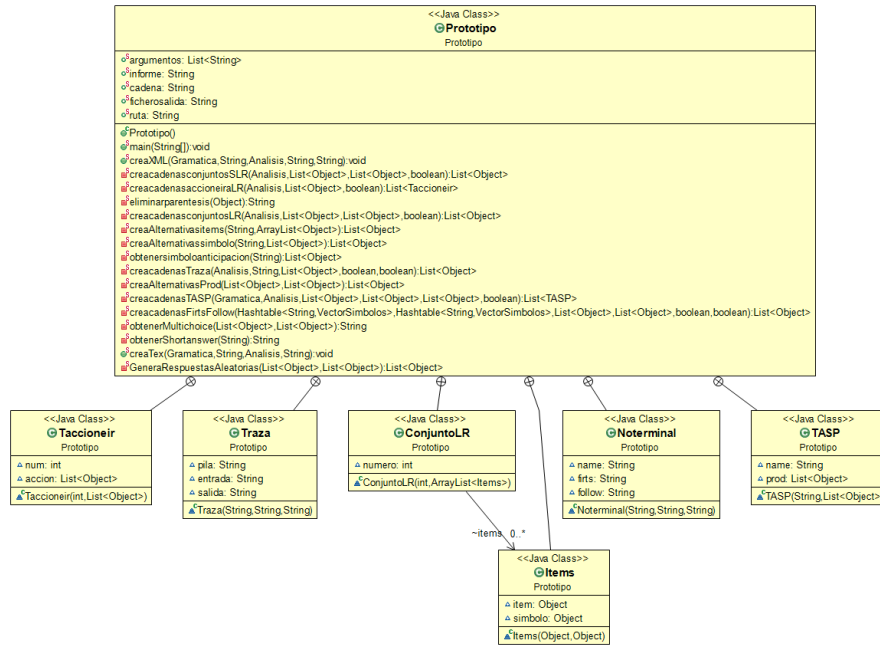 <<Java Class>>
Prototipo
Prototipo
argumentos: List<String>
informe: String
cadena: String
ficherosalida: String
ruta: String
Prototipo()
main(String[]):void
creaXML(Gramatica,String,Analisis,String,String):void
creacadenasconjuntosSLR(Analisis,List<Object>,List<Object>,boolean):List<Object>
creacadenasaccioneiraLR(Analisis,List<Object>,boolean):List<Taccioneir>
eliminarparentesis(Object):String
creacadenasconjuntosLR(Analisis,List<Object>,List<Object>,boolean):List<Object>
creaAlternativasitems(String,ArrayList<Object>):List<Object>
creaAlternativassimbolo(String,List<Object>):List<Object>
obtenersimboloanticipacion(String):List<Object>
creacadenasTraza(Analisis,String,List<Object>,boolean,boolean):List<Object>
creaAlternativasProd(List<Object>,List<Object>):List<Object>
creacadenasTASP(Gramatica,Analisis,List<Object>,List<Object>,List<Object>,boolean):List<TASP>
creacadenasFirtsFollow(Hashtable<String,VectorSimbolos>,Hashtable<String,VectorSimbolos>,List<Object>,List<Object>,boolean,boolean):List<Object>
obtenerMultichoice(List<Object>,List<Object>):String
obtenerShortanswer(String):String
creaTex(Gramatica,String,Analisis,String):void
GeneraRespuestasAleatorias(List<Object>,List<Object>):List<Object>
<<Java Class>>
Taccioneir
Prototipo
num: int
accion: List<Object>
Taccioneir(int,List<Object>)
<<Java Class>>
Traza
Prototipo
pila: String
entrada: String
salida: String
Traza(String,String,String)
<<Java Class>>
ConjuntoLR
Prototipo
numero: int
ConjuntoLR(int,ArrayList<Items>)
<<Java Class>>
Noterminal
Prototipo
name: String
firts: String
follow: String
Noterminal(String,String,String)
<<Java Class>>
TASP
Prototipo
name: String
prod: List<Object>
TASP(String,List<Object>
~items 0..*
<<Java Class>>
Items
Prototipo
item: Object
simbolo: Object
Items(Object,Object)